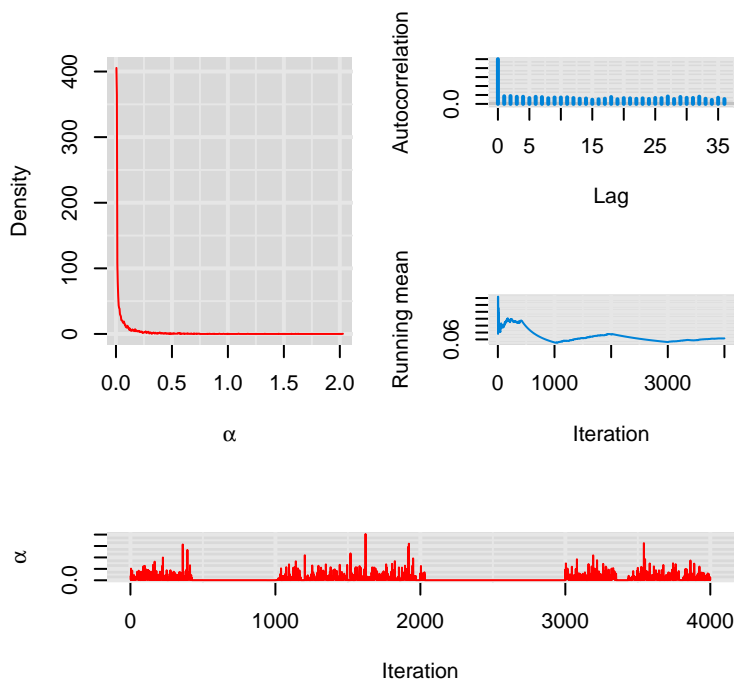 Density
400
300
200
100
0
0.0 0.5 1.0 1.5 2.0
α
Autocorrelation
0.0
0 5 15 25 35
Lag
Running mean
0.06
0 1000 3000
Iteration
α
0.0
0 1000 2000 3000 4000
Iteration